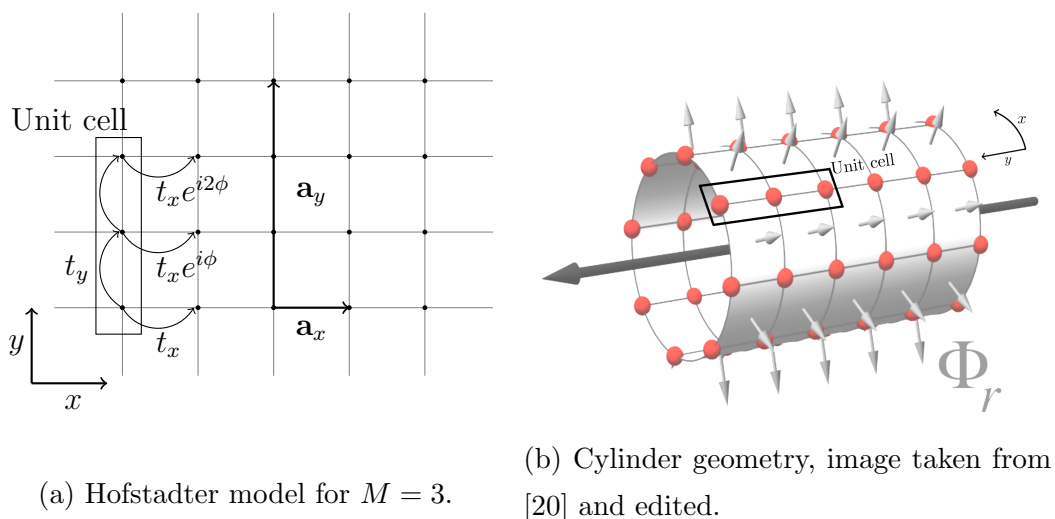 Unit cell
t_x e^{i2φ}
a_y
t_y
t_x e^{iφ}
t_x
a_x
y
x
(a) Hofstadter model for M = 3.
x
y
Unit cell
Φ_r
(b) Cylinder geometry, image taken from
[20] and edited.